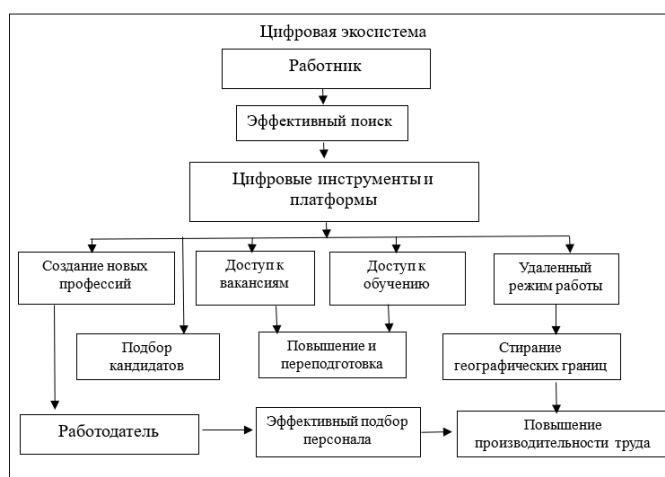 Цифровая экосистема
Работник
Эффективный поиск
Цифровые инструменты и
платформы
Создание новых
профессий
Доступ к
вакансиям
Доступ к
обучению
Удаленный
режим работы
Подбор
кандидатов
Повышение и
переподготовка
Стирание
географических границ
Работодатель
Эффективный подбор
персонала
Повышение
производительности труда